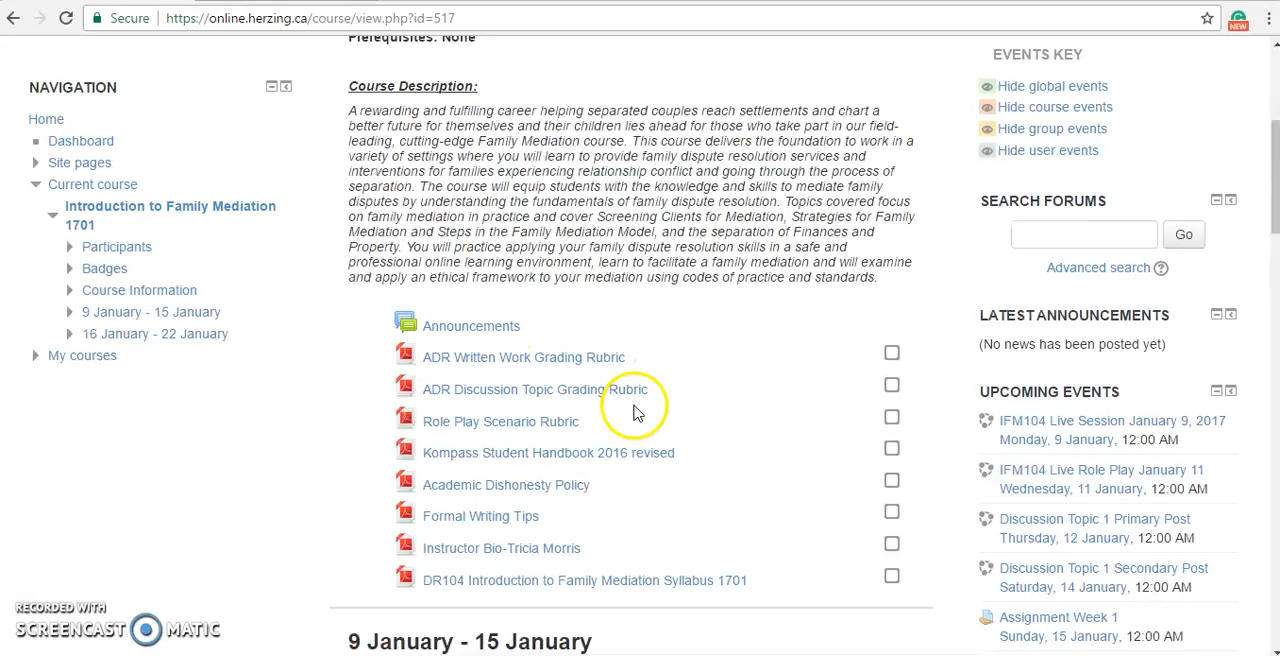 Secure
https://online.herzing.ca/course/view.php?id=517
NEW
NAVIGATION
Home
Dashboard
Site pages
Current course
Introduction to Family Mediation
1701
Participants
Badges
Course Information
9 January - 15 January
16 January - 22 January
My courses
Prerequisites: None
Course Description:
A rewarding and fulfilling career helping separated couples reach settlements and chart a
better future for themselves and their children lies ahead for those who take part in our field-
leading, cutting-edge Family Mediation course. This course delivers the foundation to work in a
variety of settings where you will learn to provide family dispute resolution services and
interventions for families experiencing relationship conflict and going through the process of
separation. The course will equip students with the knowledge and skills to mediate family
disputes by understanding the fundamentals of family dispute resolution. Topics covered focus
on family mediation in practice and cover Screening Clients for Mediation, Strategies for Family
Mediation and Steps in the Family Mediation Model, and the separation of Finances and
Property. You will practice applying your family dispute resolution skills in a safe and
professional online learning environment, learn to facilitate a family mediation and will examine
and apply an ethical framework to your mediation using codes of practice and standards.
Announcements
ADR Written Work Grading Rubric
ADR Discussion Topic Grading Rubric
Role Play Scenario Rubric
Kompass Student Handbook 2016 revised
Academic Dishonesty Policy
Formal Writing Tips
Instructor Bio-Tricia Morris
DR104 Introduction to Family Mediation Syllabus 1701
9 January - 15 January
EVENTS KEY
Hide global events
Hide course events
Hide group events
Hide user events
SEARCH FORUMS
Go
Advanced search
LATEST ANNOUNCEMENTS
(No news has been posted yet)
UPCOMING EVENTS
IFM104 Live Session January 9, 2017
Monday, 9 January, 12:00 AM
IFM104 Live Role Play January 11
Wednesday, 11 January, 12:00 AM
Discussion Topic 1 Primary Post
Thursday, 12 January, 12:00 AM
Discussion Topic 1 Secondary Post
Saturday, 14 January, 12:00 AM
Assignment Week 1
Sunday, 15 January, 12:00 AM
RECORDED WITH
SCREENCAST MATIC